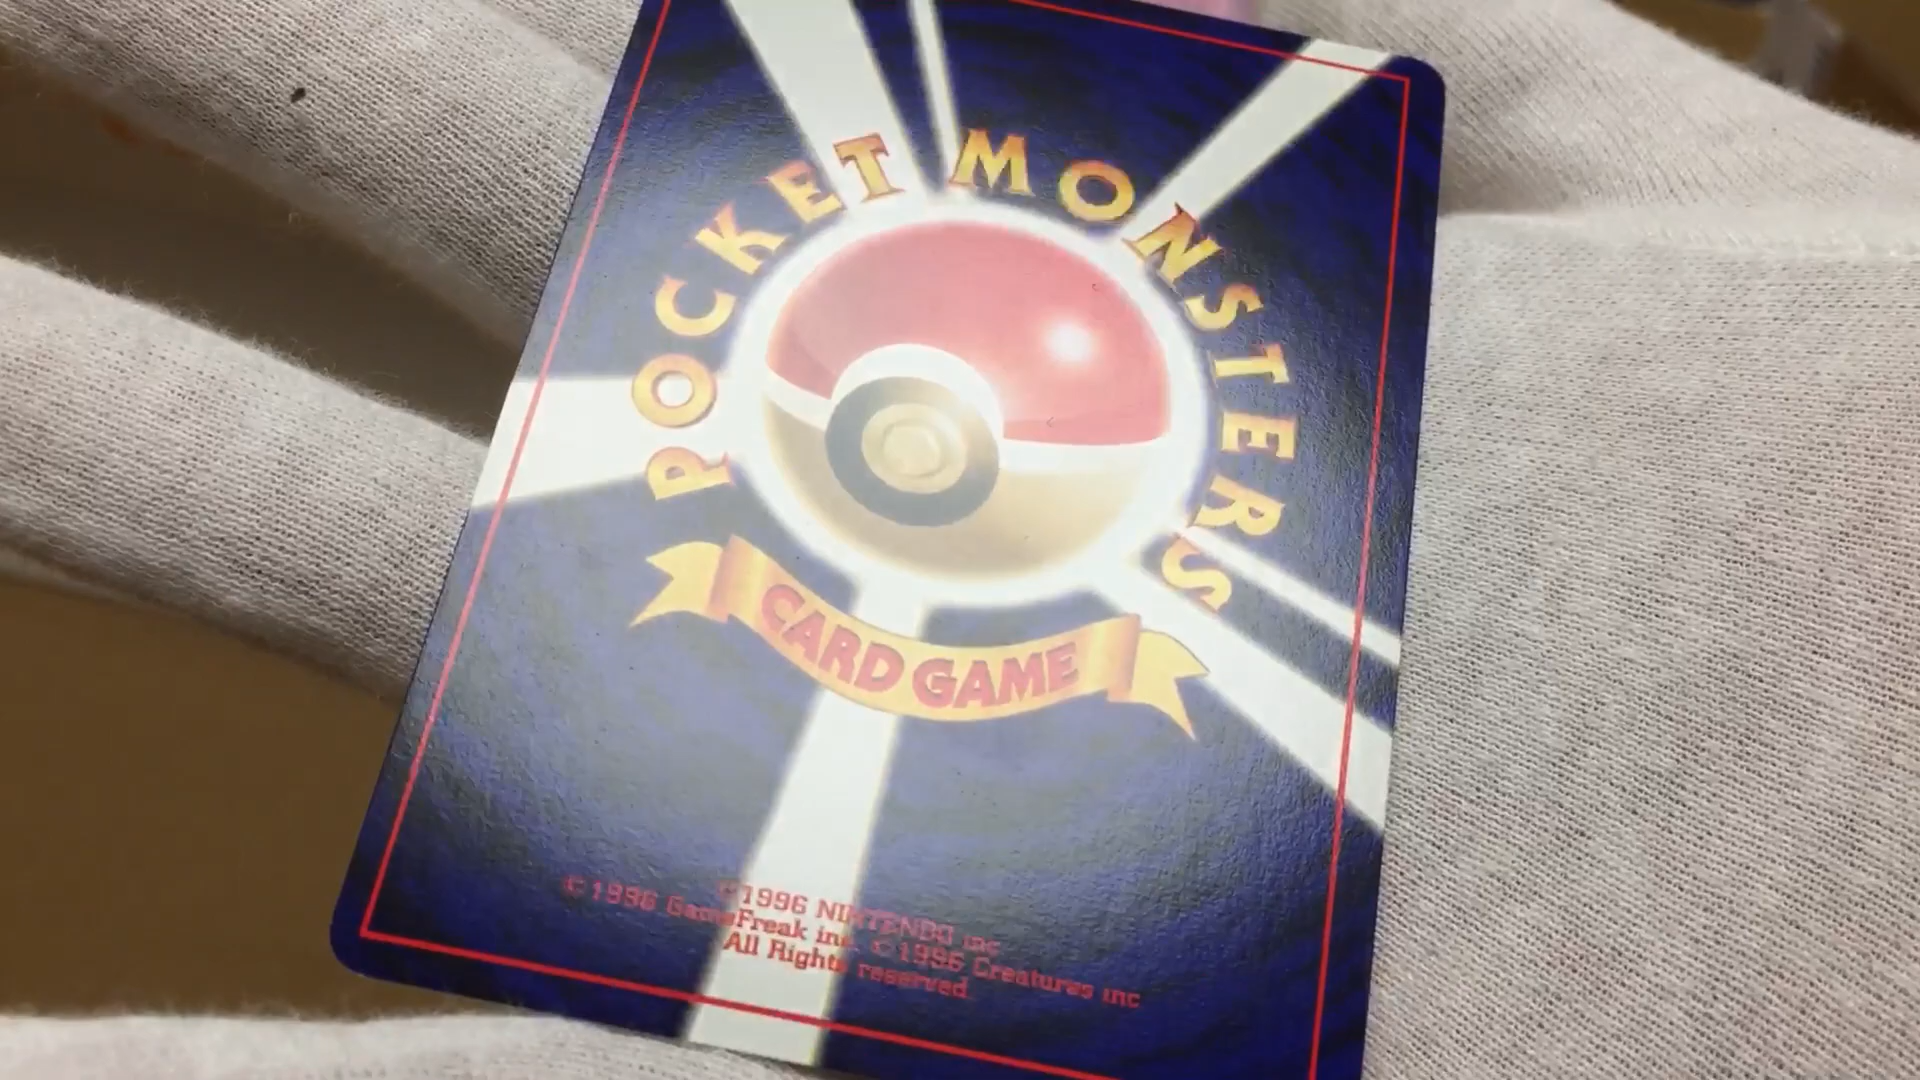 POCKET MONSTERS
CARD GAME
©1996 NINTENDO inc
©1996 GameFreak inc. ©1996 Creatures inc
All Rights reserved.